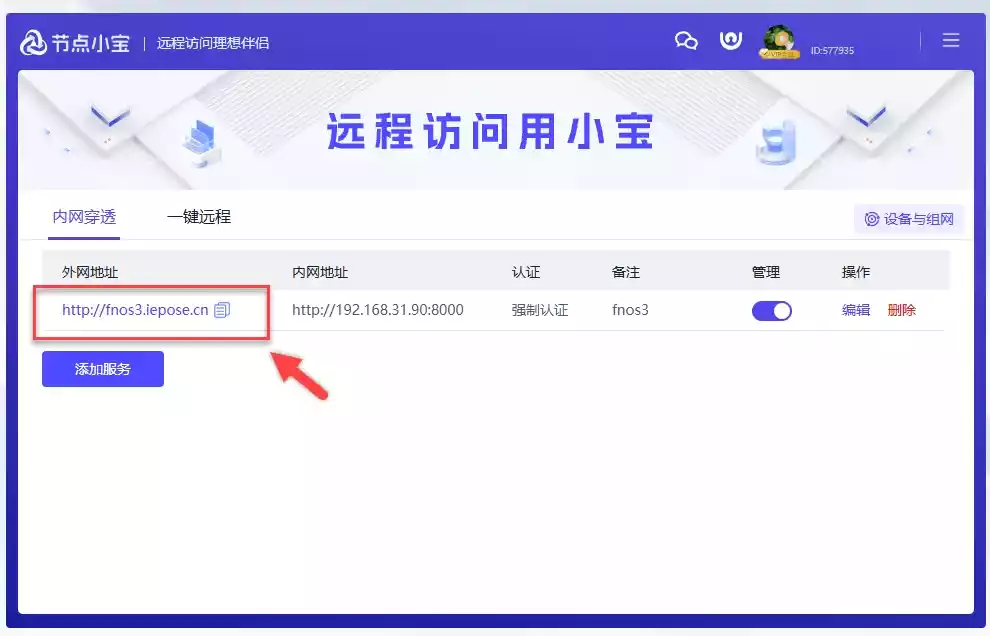 节点小宝 | 远程访问理想伴侣 ID:577935
远程访问用小宝
内网穿透 一键远程 设备与组网
外网地址 内网地址 认证 备注 管理 操作
http://fnos3.iepose.cn http://192.168.31.90:8000 强制认证 fnos3 编辑 删除
添加服务